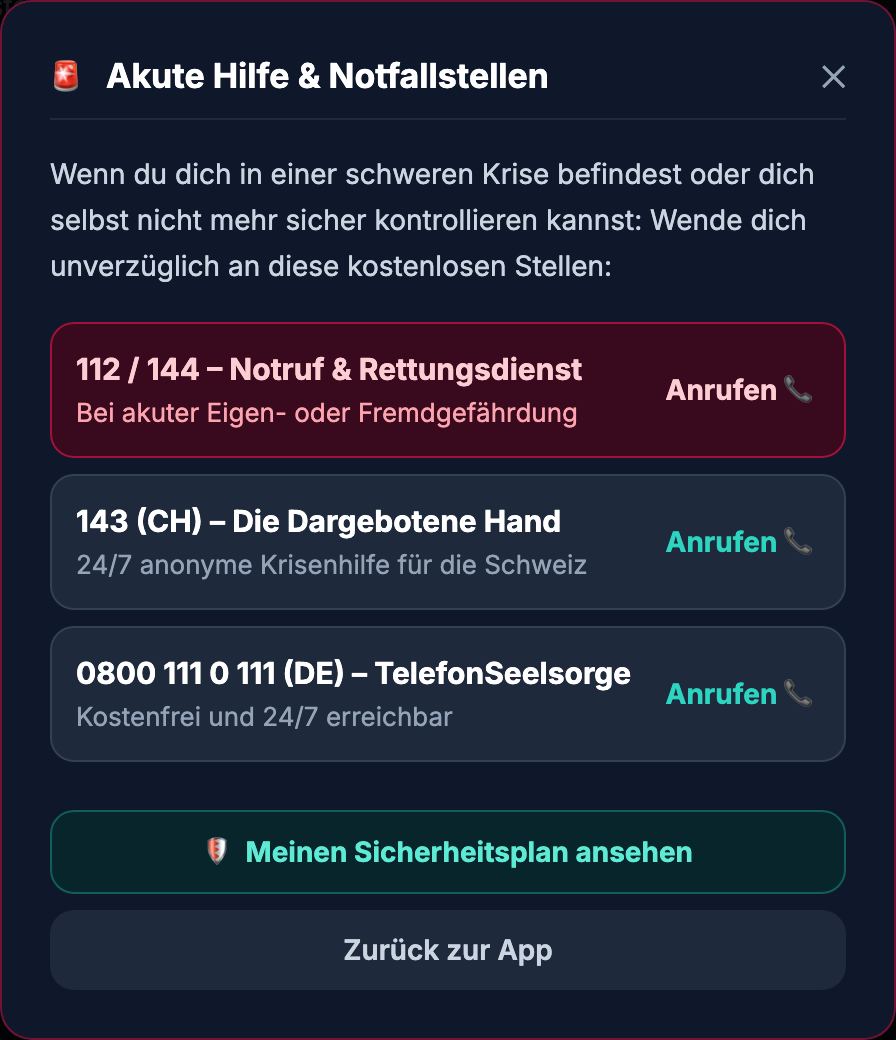 Akute Hilfe & Notfallstellen
Wenn du dich in einer schweren Krise befindest oder dich
selbst nicht mehr sicher kontrollieren kannst: Wende dich
unverzüglich an diese kostenlosen Stellen:
112 / 144 – Notruf & Rettungsdienst
Bei akuter Eigen- oder Fremdgefährdung
Anrufen
143 (CH) – Die Dargebotene Hand
24/7 anonyme Krisenhilfe für die Schweiz
Anrufen
0800 111 0 111 (DE) – TelefonSeelsorge
Kostenfrei und 24/7 erreichbar
Anrufen
Meinen Sicherheitsplan ansehen
Zurück zur App